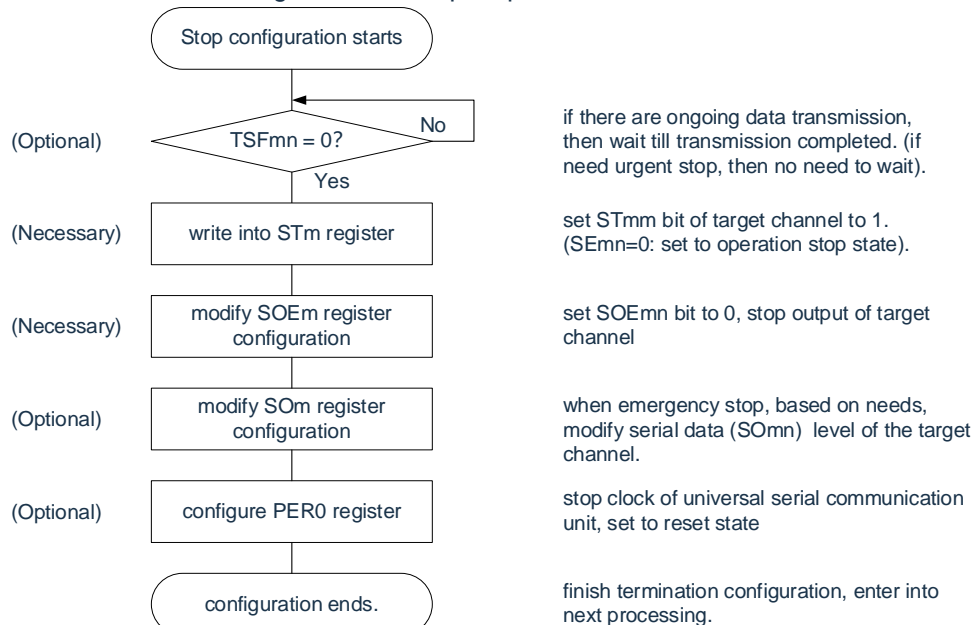 Stop configuration starts
(Optional)
TSFmn = 0?
No
Yes
if there are ongoing data transmission,
then wait till transmission completed. (if
need urgent stop, then no need to wait).
(Necessary)
write into STm register
set STmm bit of target channel to 1.
(SEmn=0: set to operation stop state).
(Necessary)
modify SOEm register
configuration
set SOEmn bit to 0, stop output of target
channel
(Optional)
modify SOm register
configuration
when emergency stop, based on needs,
modify serial data (SOmn) level of the target
channel.
(Optional)
configure PER0 register
stop clock of universal serial communication
unit, set to reset state
configuration ends.
finish termination configuration, enter into
next processing.